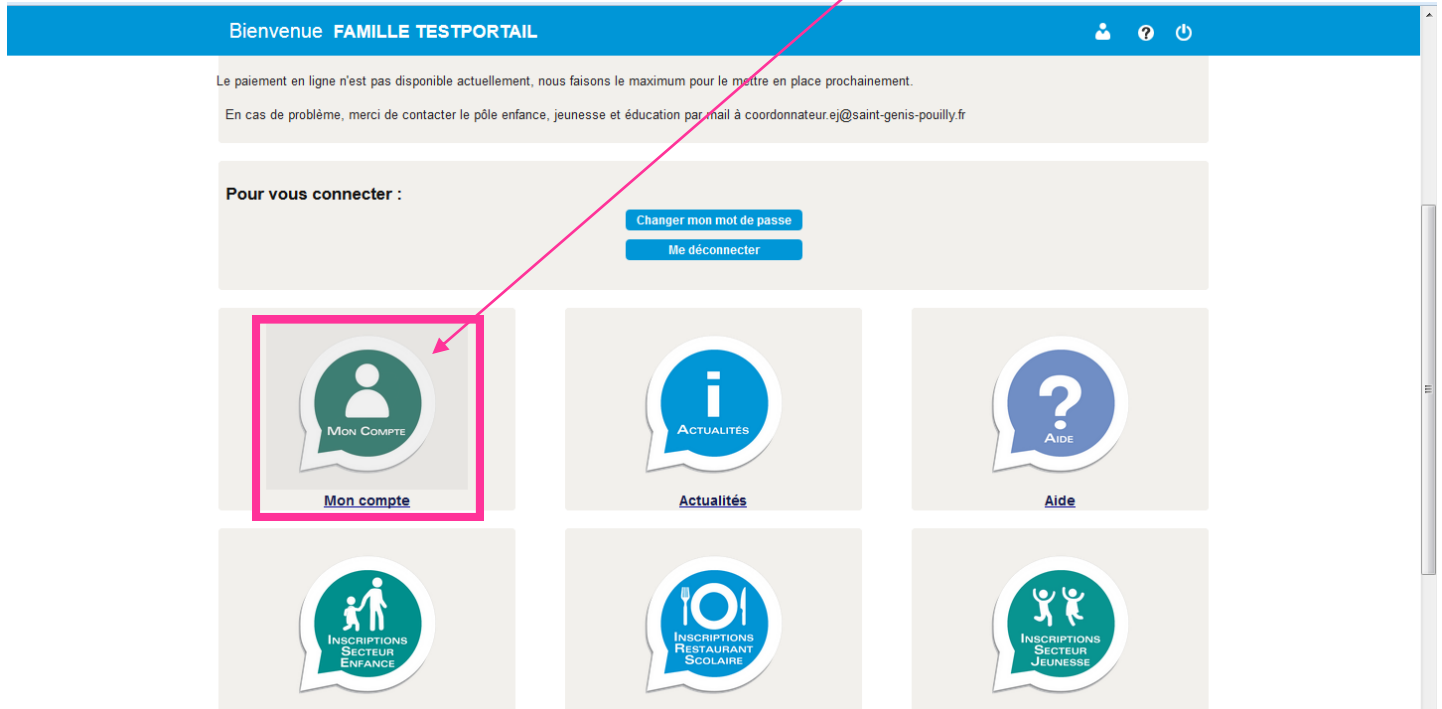 Bienvenue FAMILLE TESTPORTAIL
?
Le paiement en ligne n'est pas disponible actuellement, nous faisons le maximum pour le mettre en place prochainement.
En cas de problème, merci de contacter le pôle enfance, jeunesse et éducation par mail à coordonnateur.ej@saint-genis-pouilly.fr
Pour vous connecter :
Changer mon mot de passe
Me déconnecter
MON COMPTE
Mon compte
i
ACTUALITÉS
Actualités
?
AIDE
Aide
INSCRIPTIONS
SECTEUR
ENFANCE
INSCRIPTIONS
RESTAURANT
SCOLAIRE
INSCRIPTIONS
SECTEUR
JEUNESSE